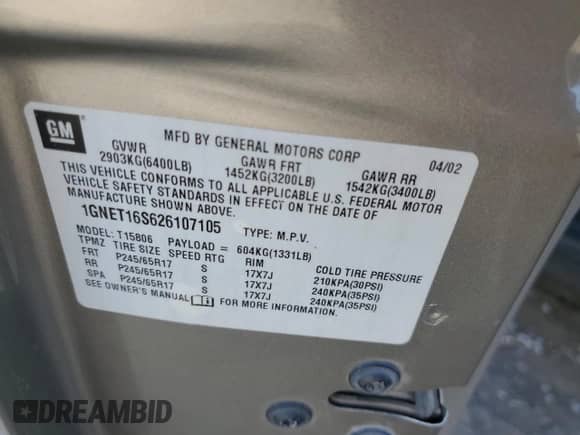 GM
MFD BY GENERAL MOTORS CORP 04/02
GVWR GAWR FRT GAWR RR
2903KG(6400LB) 1452KG(3200LB) 1542KG(3400LB)
THIS VEHICLE CONFORMS TO ALL APPLICABLE U.S. FEDERAL MOTOR
VEHICLE SAFETY STANDARDS IN EFFECT ON THE DATE OF
MANUFACTURE SHOWN ABOVE.
1GNET16S626107105 TYPE: M.P.V.
MODEL: T15806 PAYLOAD = 604KG(1331LB)
TPMZ TIRE SIZE SPEED RTG RIM COLD TIRE PRESSURE
FRT P245/65R17 S 17X7J 210KPA(30PSI)
RR P245/65R17 S 17X7J 240KPA(35PSI)
SPA P245/65R17 S 17X7J 240KPA(35PSI)
SEE OWNER'S MANUAL FOR MORE INFORMATION.
DREAMBID